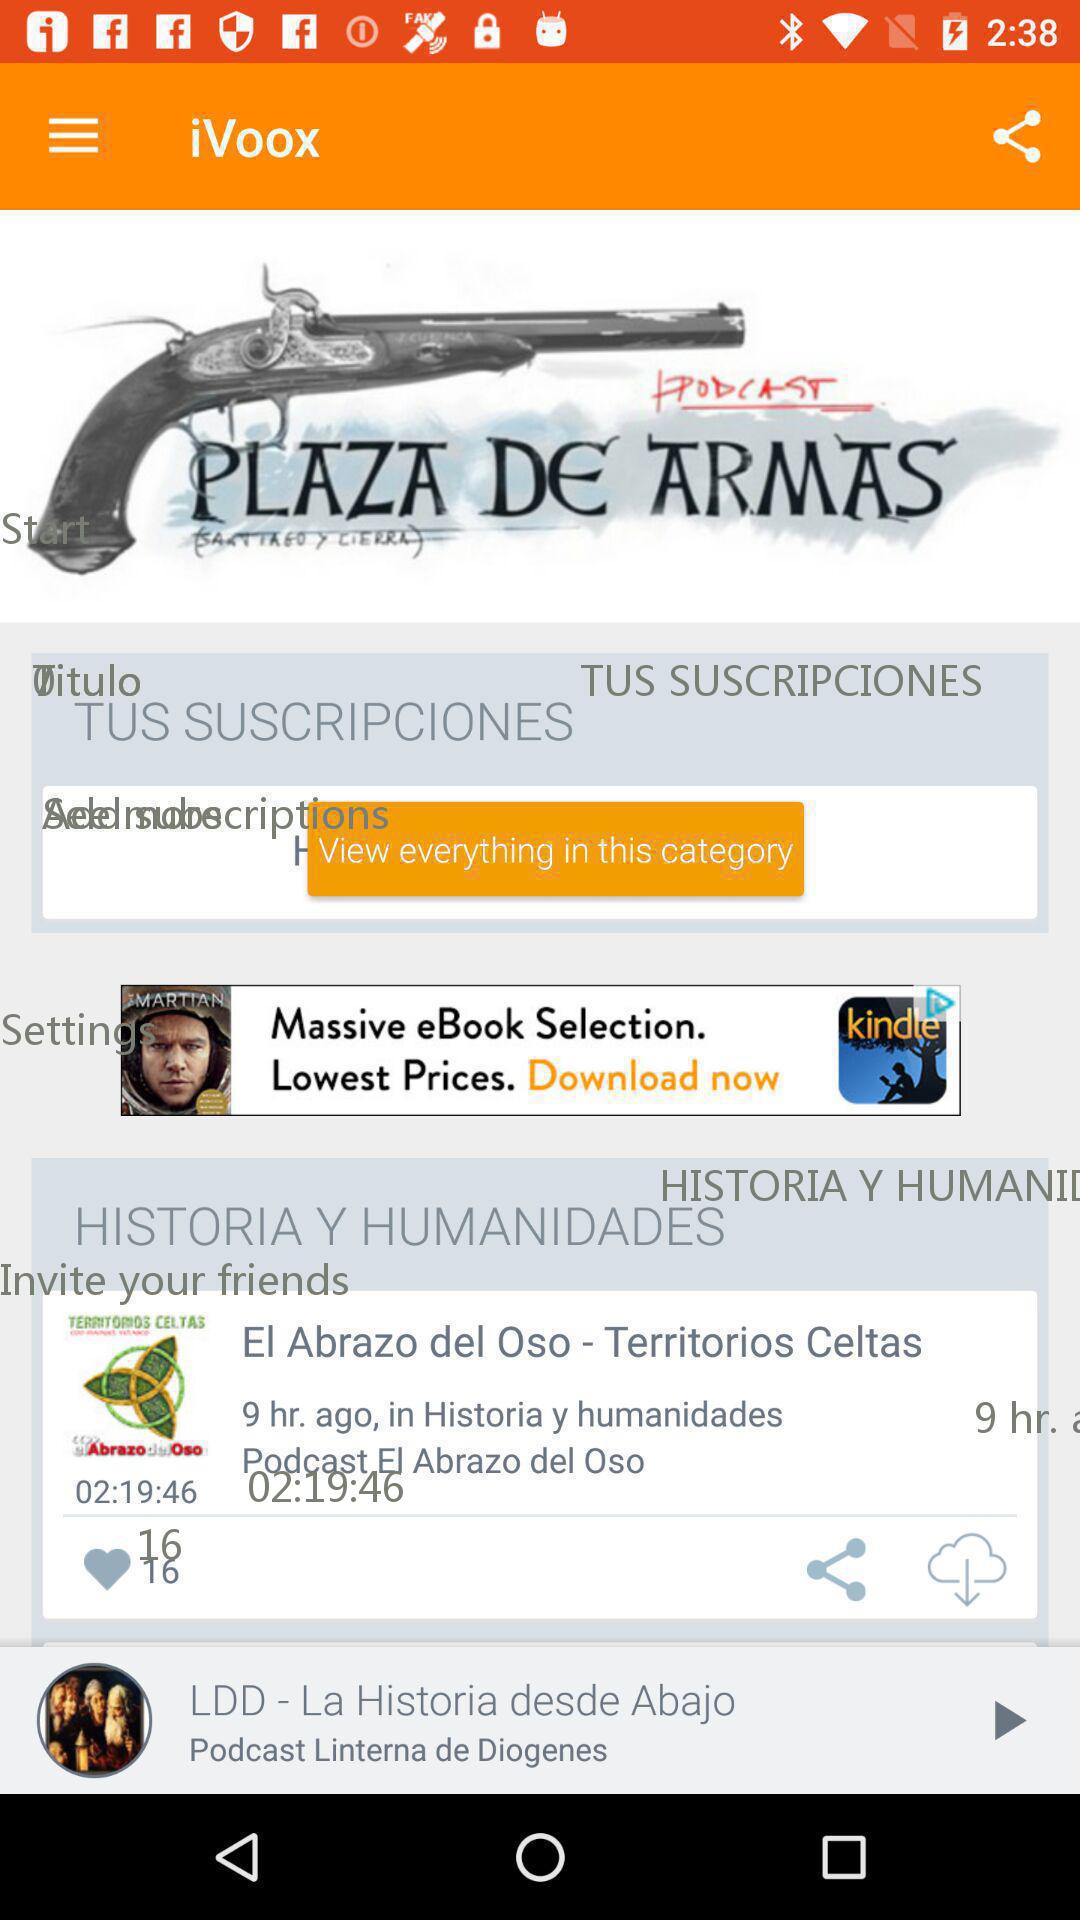 FAKE
2:38
iVoox
PODCAST
PLAZA DE ARMAS
(SANTIAGO Y CIERRA)
Start
Titulo
TUS SUSCRIPCIONES
TUS SUSCRIPCIONES
Add subscriptions
See more
View everything in this category
THE MARTIAN
Massive eBook Selection.
Lowest Prices. Download now
kindle
Settings
HISTORIA Y HUMANID
HISTORIA Y HUMANIDADES
Invite your friends
TERRITORIOS CELTAS
El Abrazo del Oso - Territorios Celtas
9 hr. ago, in Historia y humanidades
9 hr. a
Podcast El Abrazo del Oso
elAbrazodelOso
02:19:46
02:19:46
16
16
LDD - La Historia desde Abajo
Podcast Linterna de Diogenes